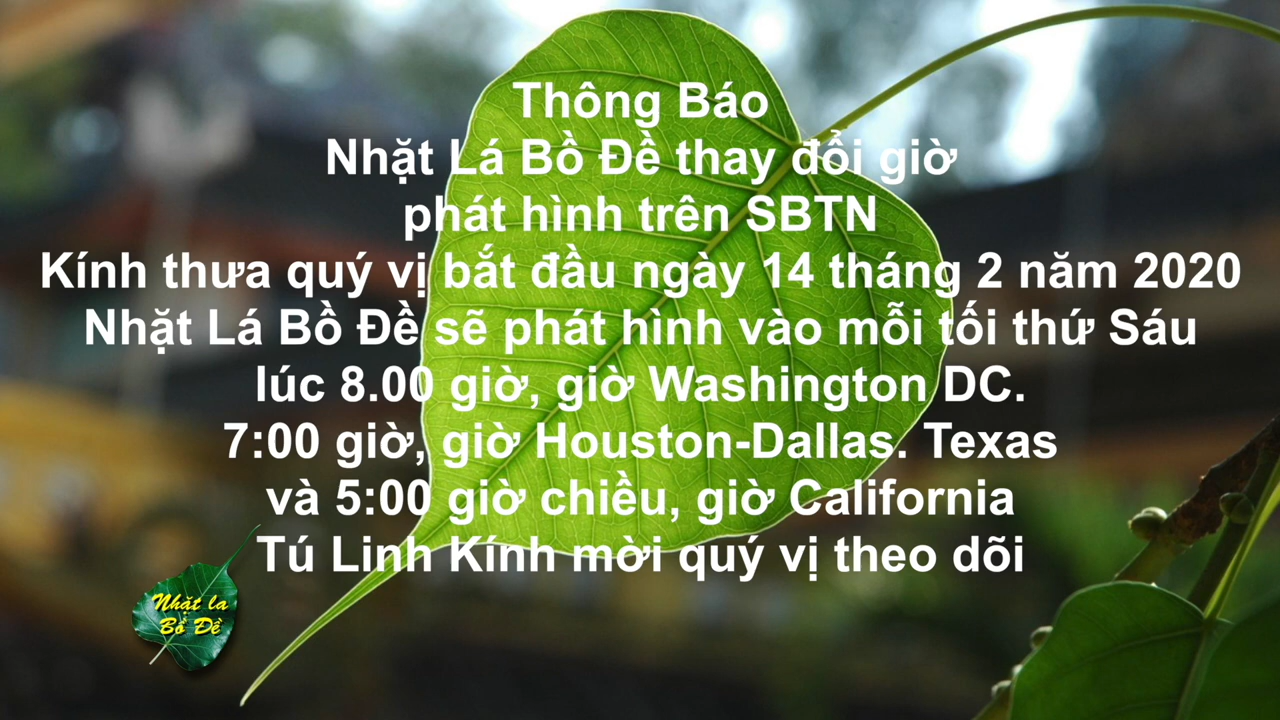 Thông Báo
Nhặt Lá Bồ Đề thay đổi giờ
phát hình trên SBTN
Kính thưa quý vị bắt đầu ngày 14 tháng 2 năm 2020
Nhặt Lá Bồ Đề sẽ phát hình vào mỗi tối thứ Sáu
lúc 8.00 giờ, giờ Washington DC.
7:00 giờ, giờ Houston-Dallas. Texas
và 5:00 giờ chiều, giờ California
Tú Linh Kính mời quý vị theo dõi
Nhặt la
Bồ Đề